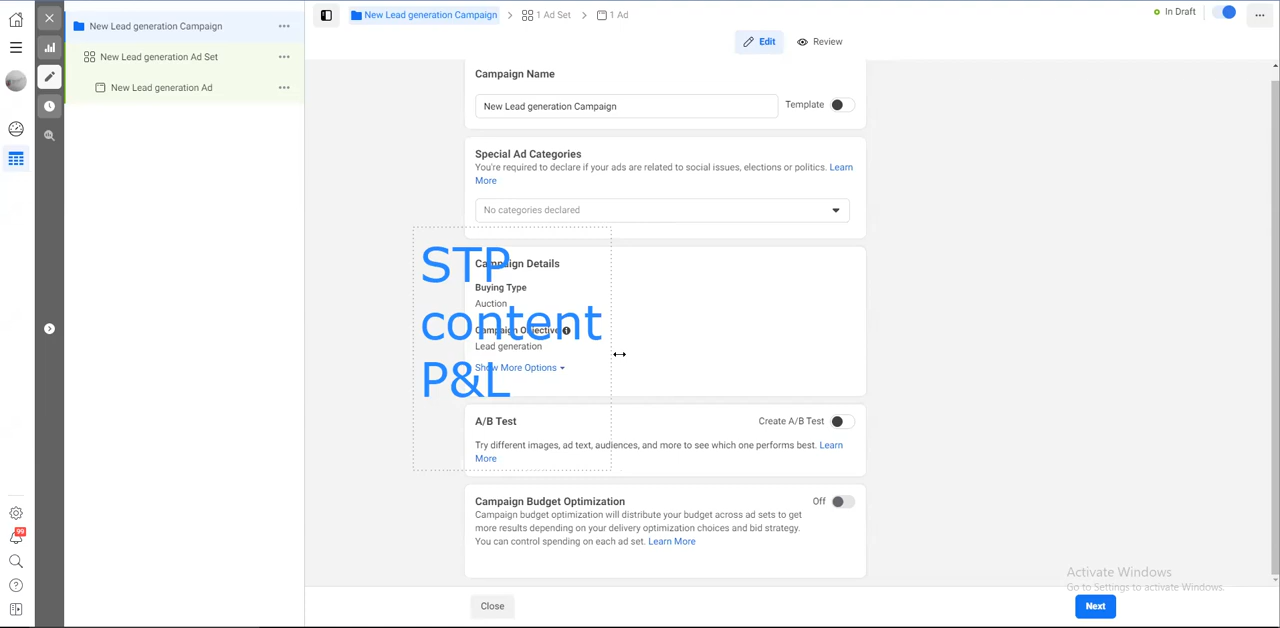 New Lead generation Campaign
New Lead generation Ad Set
New Lead generation Ad
99
New Lead generation Campaign
1 Ad Set
1 Ad
In Draft
Edit
Review
Campaign Name
New Lead generation Campaign
Template
Special Ad Categories
You're required to declare if your ads are related to social issues, elections or politics. Learn
More
No categories declared
STP
content
P&L
Campaign Details
Buying Type
Auction
Campaign Objective
Lead generation
Show More Options
A/B Test
Create A/B Test
Try different images, ad text, audiences, and more to see which one performs best. Learn
More
Campaign Budget Optimization
Off
Campaign budget optimization will distribute your budget across ad sets to get
more results depending on your delivery optimization choices and bid strategy.
You can control spending on each ad set. Learn More
Activate Windows
Go to Settings to activate Windows.
Close
Next